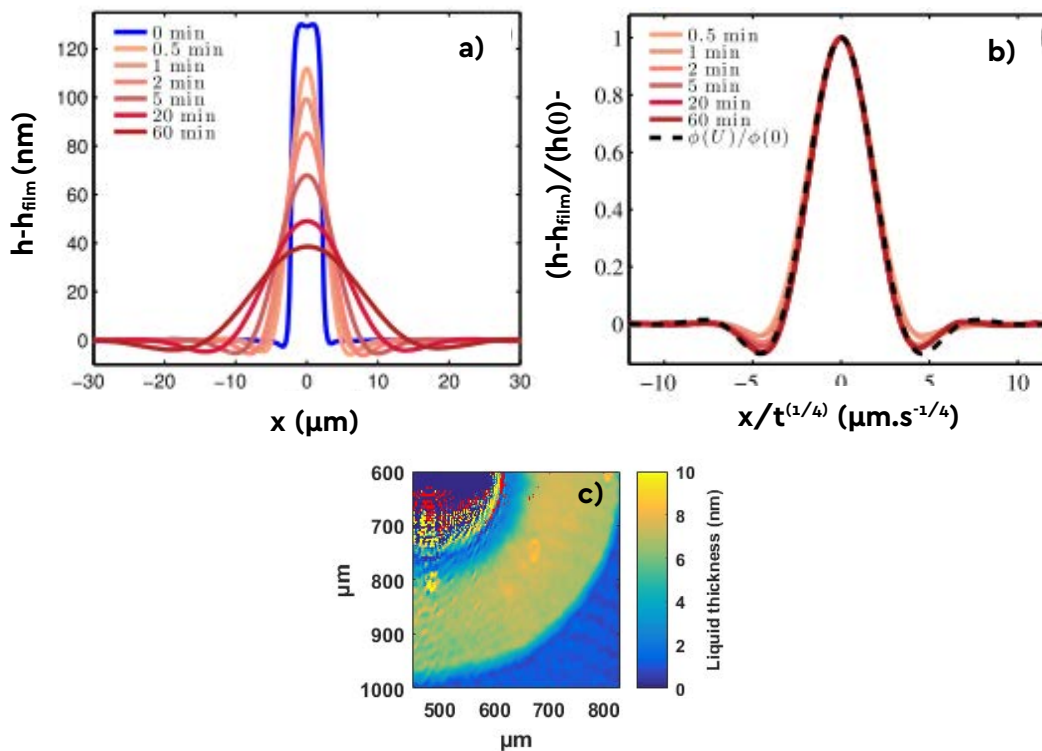 a)
h-hfilm (nm)
120
100
80
60
40
20
0
0 min
0.5 min
1 min
2 min
5 min
20 min
60 min
−30 −20 −10 0 10 20 30
x (μm)
b)
(h-hfilm)/(h(0)-
1
0.8
0.6
0.4
0.2
0
0.5 min
1 min
2 min
5 min
20 min
60 min
ϕ(U)/ϕ(0)
−10 −5 0 5 10
x/t(1/4) (μm.s-1/4)
c)
μm
600
700
800
900
1000
500 600 700 800
μm
10
8
6
4
2
0
Liquid thickness (nm)